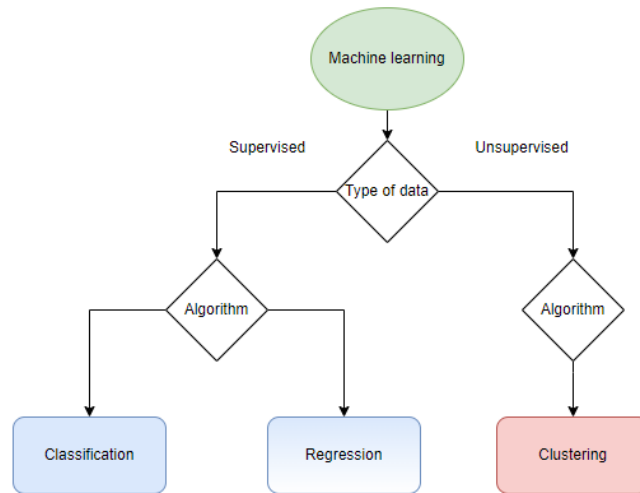 Machine learning
Supervised
Unsupervised
Type of data
Algorithm
Algorithm
Classification
Regression
Clustering